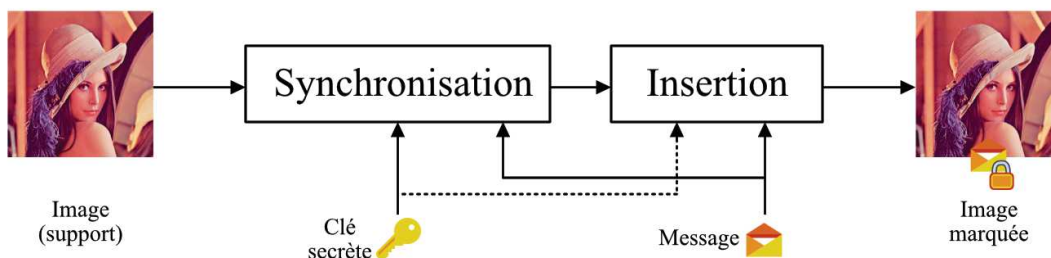 Synchronisation
Insertion
Image
(support)
Clé
secrète
Message
Image
marquée